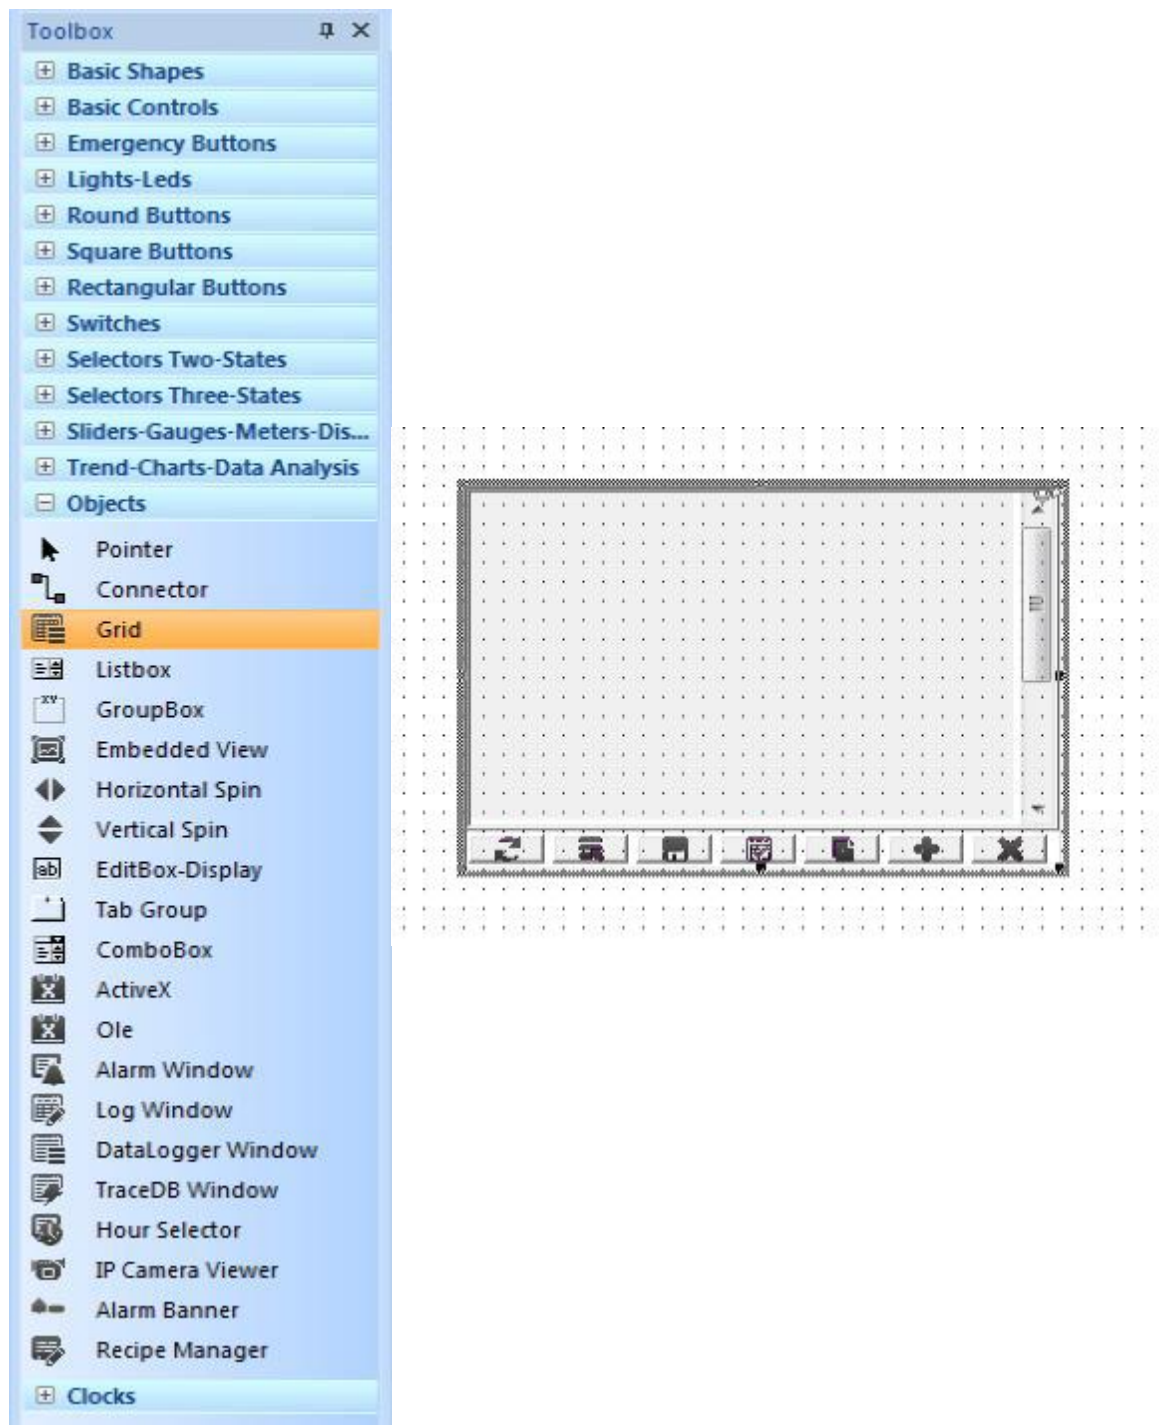 Toolbox
Basic Shapes
Basic Controls
Emergency Buttons
Lights-Leds
Round Buttons
Square Buttons
Rectangular Buttons
Switches
Selectors Two-States
Selectors Three-States
Sliders-Gauges-Meters-Dis...
Trend-Charts-Data Analysis
Objects
Pointer
Connector
Grid
Listbox
GroupBox
Embedded View
Horizontal Spin
Vertical Spin
EditBox-Display
Tab Group
ComboBox
ActiveX
Ole
Alarm Window
Log Window
DataLogger Window
TraceDB Window
Hour Selector
IP Camera Viewer
Alarm Banner
Recipe Manager
Clocks